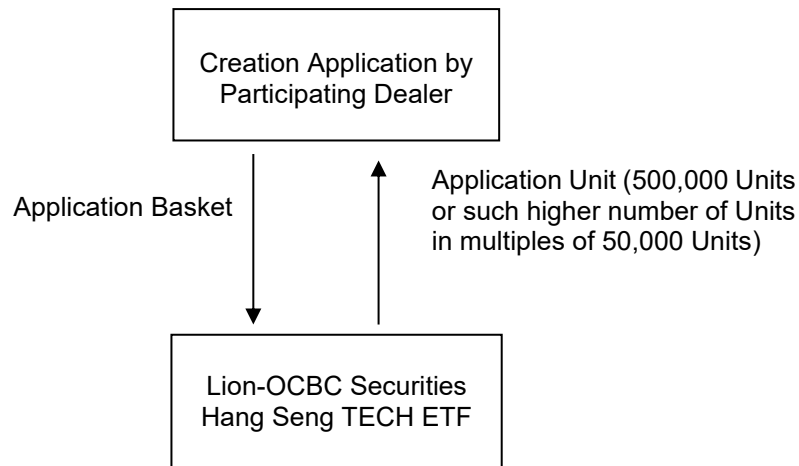 Creation Application by
Participating Dealer
Application Basket
Application Unit (500,000 Units
or such higher number of Units
in multiples of 50,000 Units)
Lion-OCBC Securities
Hang Seng TECH ETF